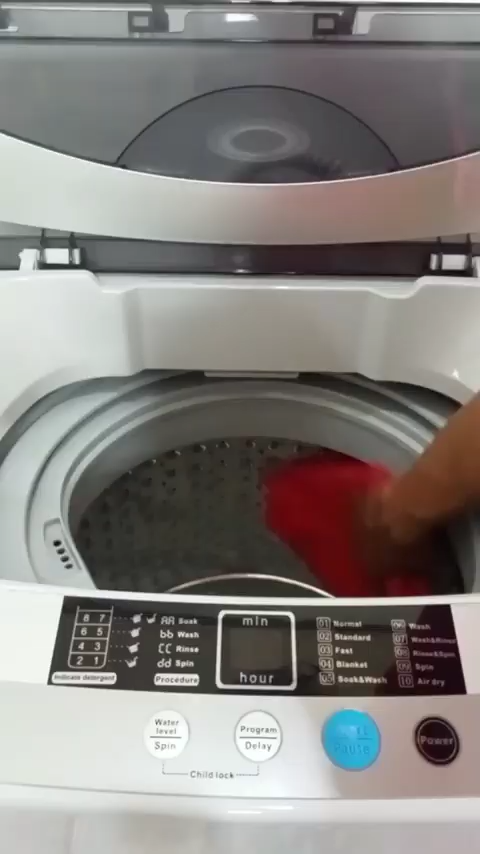 8 7
6 5
4 3
2 1
Indicate detergent
AA Soak
bb Wash
CC Rinse
dd Spin
Procedure
min
hour
01 Normal
02 Standard
03 Fast
04 Blanket
05 Soak&Wash
06 Wash
07 Wash&Rinse
08 Rinse&Spin
09 Spin
10 Air dry
Water
level
Spin
Program
Delay
Pause
Power
Child lock